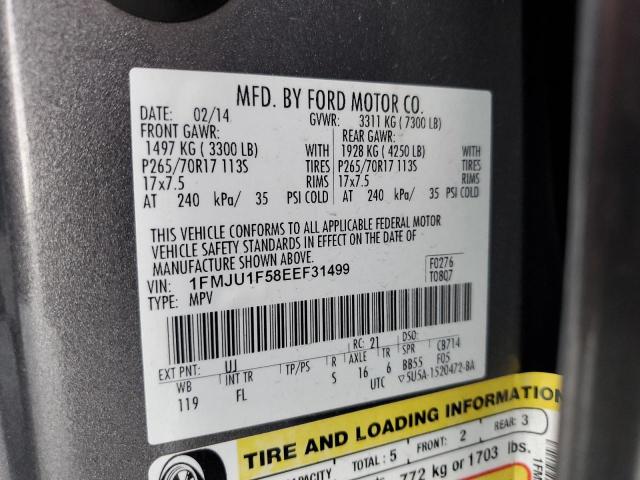 MFD. BY FORD MOTOR CO.
DATE: 02/14 GVWR: 3311 KG ( 7300 LB)
FRONT GAWR: REAR GAWR:
1497 KG ( 3300 LB) WITH 1928 KG ( 4250 LB) WITH
P265/70R17 113S TIRES P265/70R17 113S TIRES
17x7.5 RIMS 17x7.5 RIMS
AT 240 kPa/ 35 PSI COLD AT 240 kPa/ 35 PSI COLD
THIS VEHICLE CONFORMS TO ALL APPLICABLE FEDERAL MOTOR
VEHICLE SAFETY STANDARDS IN EFFECT ON THE DATE OF
MANUFACTURE SHOWN ABOVE.
VIN: 1FMJU1F58EEF31499 F0276
TYPE: MPV T0807
EXT PNT: UJ RC: 21 DSO:
WB INT TR TP/PS R AXLE TR SPR CB714
119 FL S 16 6 BB55 F05
UTC ▽5U5A-1520472-BA
TIRE AND LOADING INFORMATION
CAPACITY TOTAL: 5 FRONT: 2 REAR: 3
772 kg or 1703 lbs.
1FM